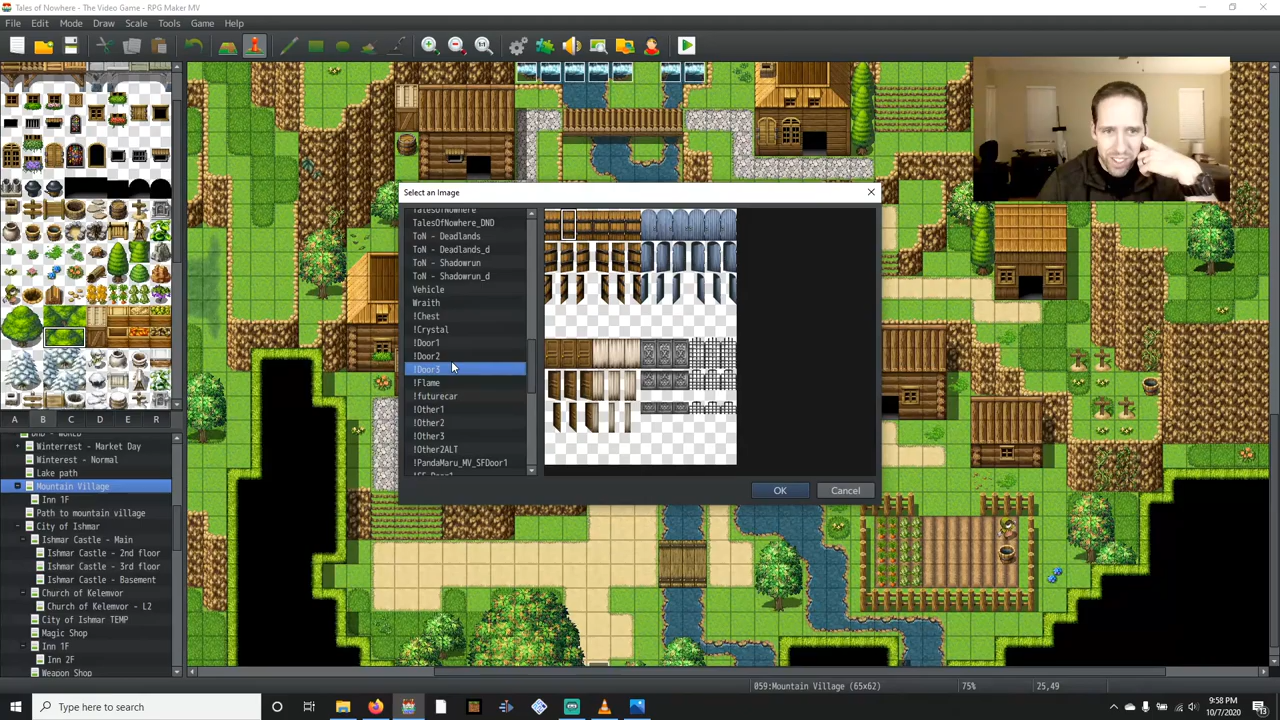 Tales of Nowhere - The Video Game - RPG Maker MV
File Edit Mode Draw Scale Tools Game Help
Select an Image
TalesOfNowhere
TalesOfNowhere_DND
ToN - Deadlands
ToN - Deadlands_d
ToN - Shadowrun
ToN - Shadowrun_d
Vehicle
Wraith
!Chest
!Crystal
!Door1
!Door2
!Door3
!Flame
!futurecar
!Other1
!Other2
!Other3
!Other2ALT
!PandaMaru_MV_SFDoor1
OK Cancel
A B C D E R
Winterrest - Market Day
Winterest - Normal
Lake path
Mountain Village
Inn 1F
Path to mountain village
City of Ishmar
Ishmar Castle - Main
Ishmar Castle - 2nd floor
Ishmar Castle - 3rd floor
Ishmar Castle - Basement
Church of Kelemvor
Church of Kelemvor - L2
City of Ishmar TEMP
Magic Shop
Inn 1F
Inn 2F
Weapon Shop
059:Mountain Village (65x62) 75% 25,49
Type here to search
9:58 PM
10/7/2020